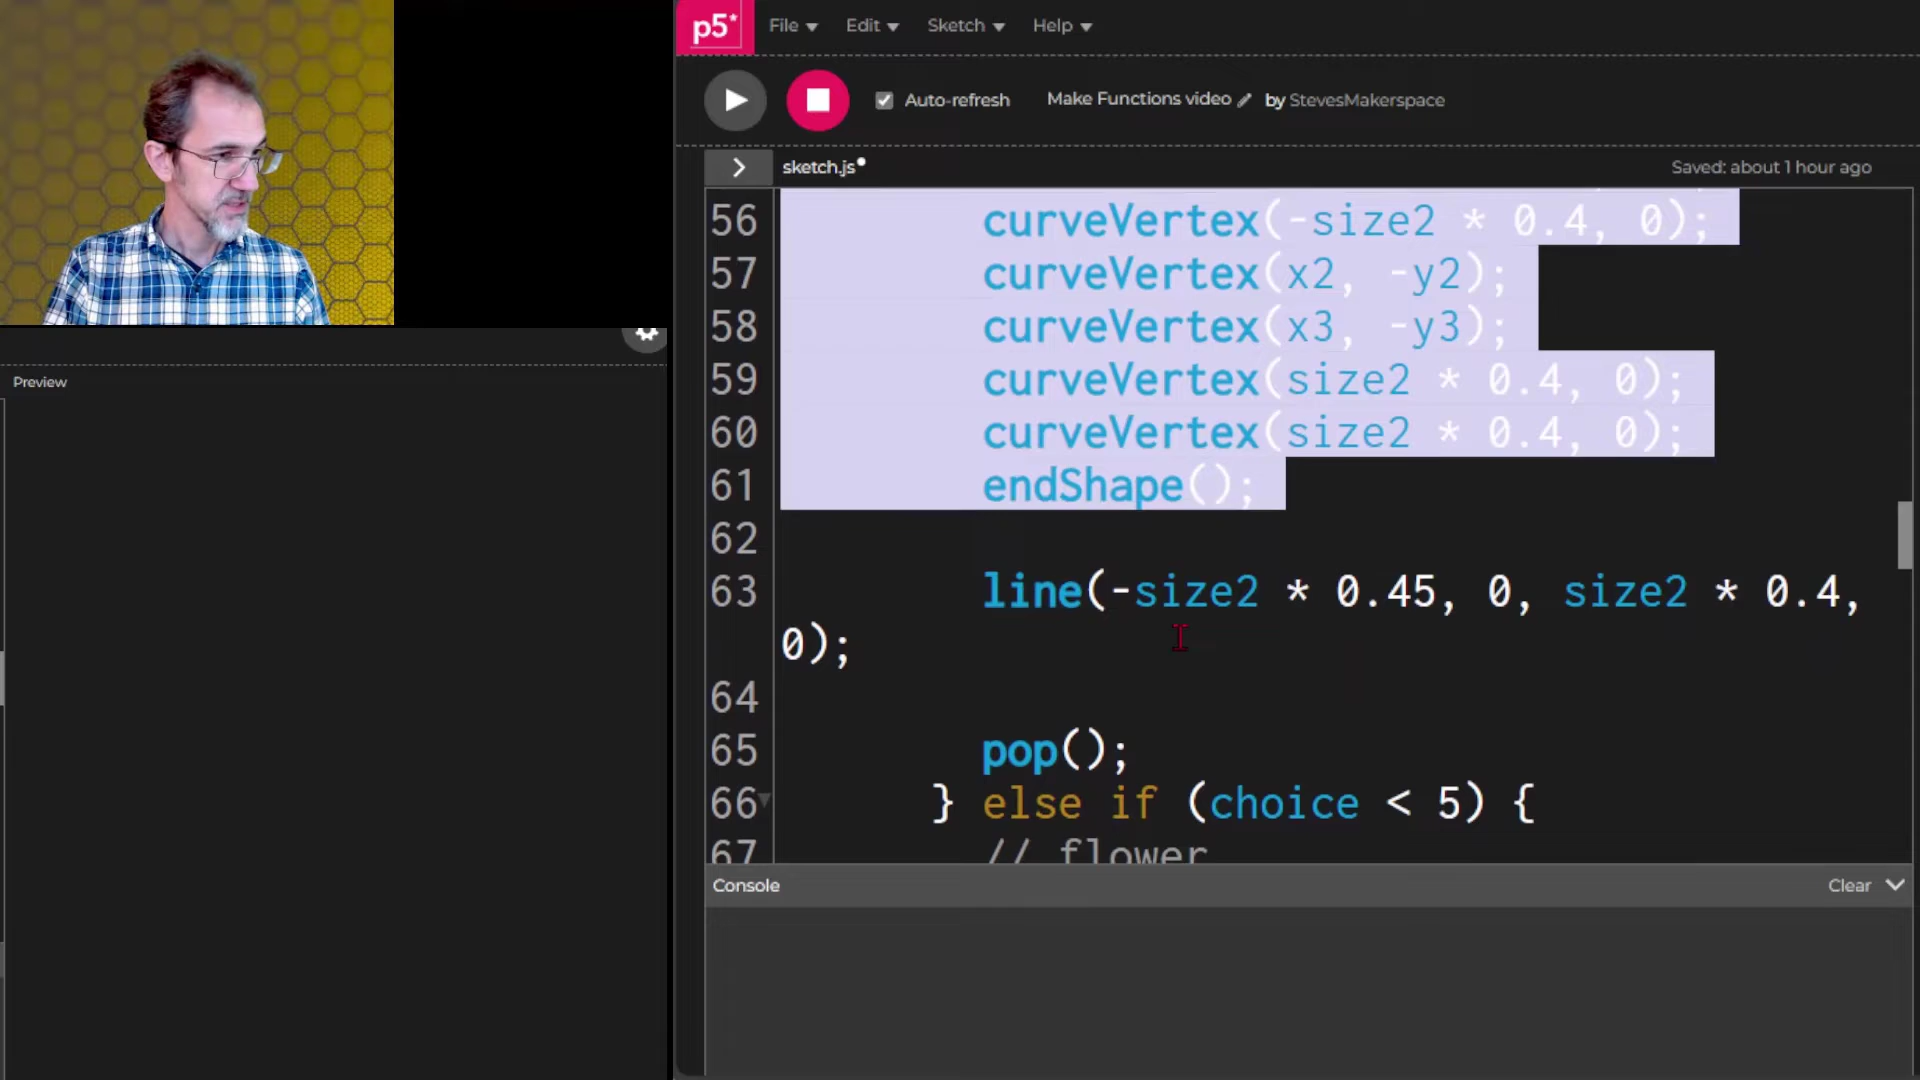 p5* File Edit Sketch Help
Auto-refresh Make Functions video by StevesMakerspace
sketch.js Saved: about 1 hour ago
Preview
56 curveVertex(-size2 * 0.4, 0);
57 curveVertex(x2, -y2);
58 curveVertex(x3, -y3);
59 curveVertex(size2 * 0.4, 0);
60 curveVertex(size2 * 0.4, 0);
61 endShape();
62
63 line(-size2 * 0.45, 0, size2 * 0.4,
0);
64
65 pop();
66 } else if (choice < 5) {
67 // flower
Console Clear